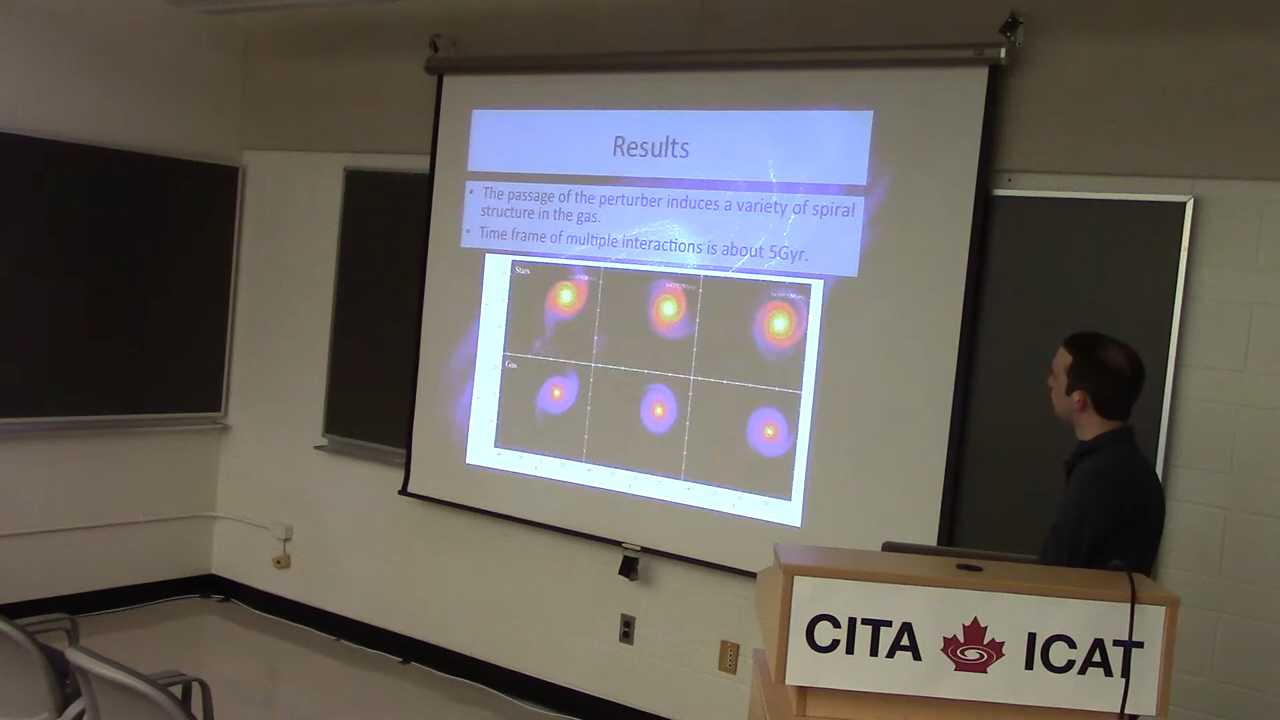 Results
• The passage of the perturber induces a variety of spiral
structure in the gas.
• Time frame of multiple interactions is about 5Gyr.
Stars
Gas
CITA ICAT